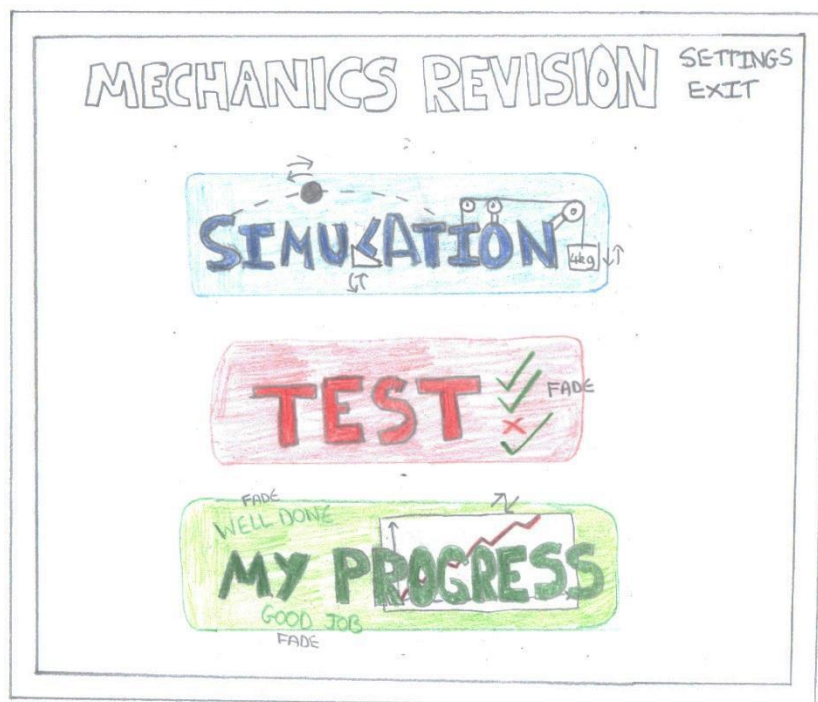 MECHANICS REVISION
SETTINGS
EXIT
SIMULATION
4kg
TEST
FADE
FADE
WELL DONE
MY PROGRESS
GOOD JOB
FADE